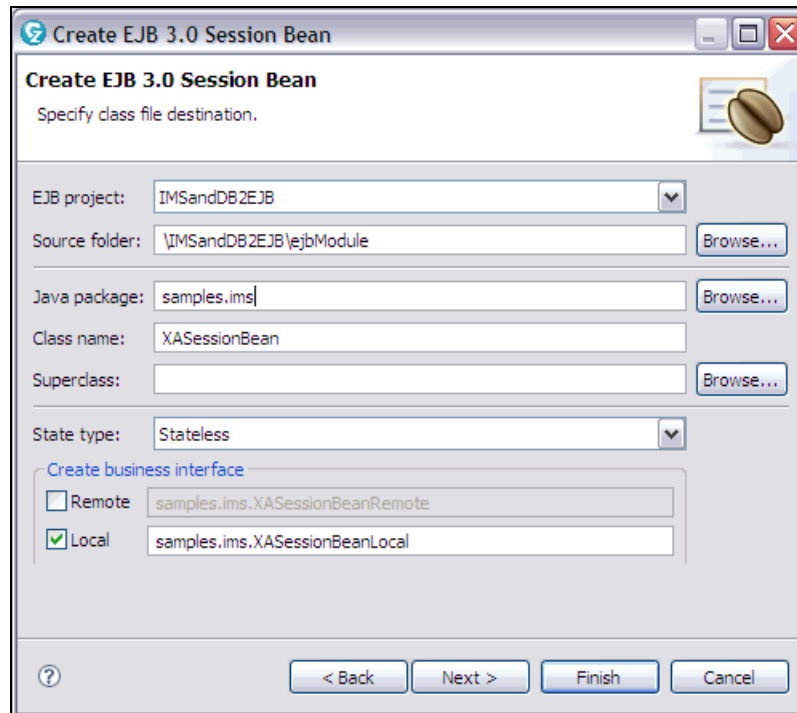 Create EJB 3.0 Session Bean
Create EJB 3.0 Session Bean
Specify class file destination.
EJB project: IMSandDB2EJB
Source folder: \IMSandDB2EJB\ejbModule Browse...
Java package: samples.ims Browse...
Class name: XASessionBean
Superclass: Browse...
State type: Stateless
Create business interface
Remote samples.ims.XASessionBeanRemote
Local samples.ims.XASessionBeanLocal
? < Back Next > Finish Cancel